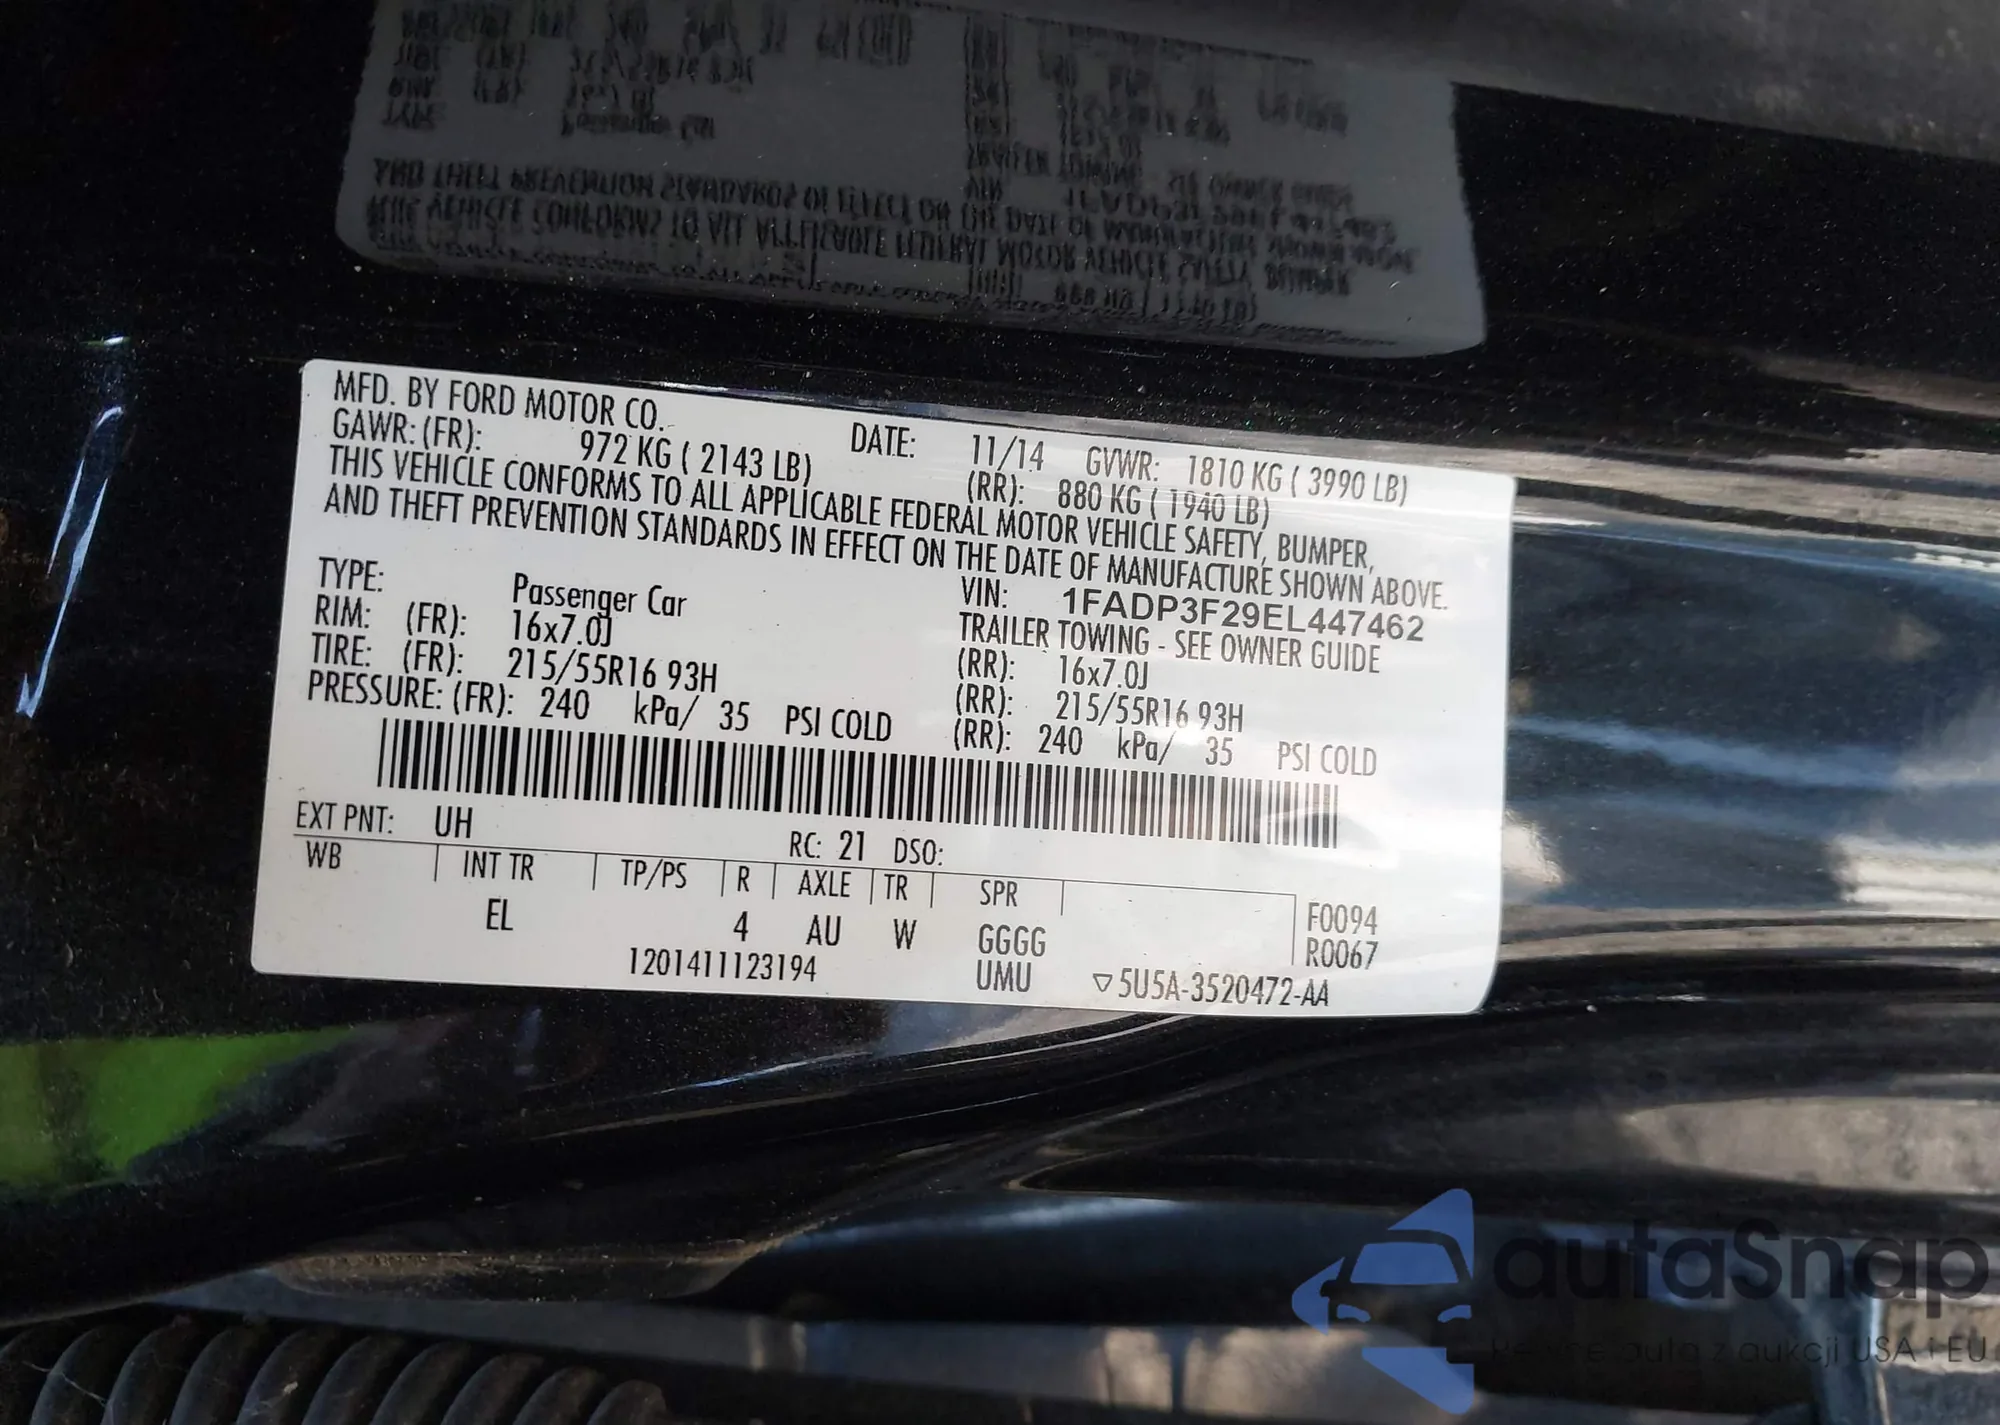 MFD. BY FORD MOTOR CO.
DATE: 11/14 GVWR: 1810 KG ( 3990 LB)
GAWR: (FR): 972 KG ( 2143 LB) (RR): 880 KG ( 1940 LB)
THIS VEHICLE CONFORMS TO ALL APPLICABLE FEDERAL MOTOR VEHICLE SAFETY, BUMPER,
AND THEFT PREVENTION STANDARDS IN EFFECT ON THE DATE OF MANUFACTURE SHOWN ABOVE.
VIN: 1FADP3F29EL447462
TYPE: Passenger Car TRAILER TOWING - SEE OWNER GUIDE
RIM: (FR): 16x7.0J (RR): 16x7.0J
TIRE: (FR): 215/55R16 93H (RR): 215/55R16 93H
PRESSURE: (FR): 240 kPa/ 35 PSI COLD (RR): 240 kPa/ 35 PSI COLD
EXT PNT: UH RC: 21 DSO:
WB INT TR TP/PS R AXLE TR SPR
EL 4 AU W GGGG F0094
UMU R0067
1201411123194 ▽5U5A-3520472-AA
autaSnap
auta z aukcji USA i EU